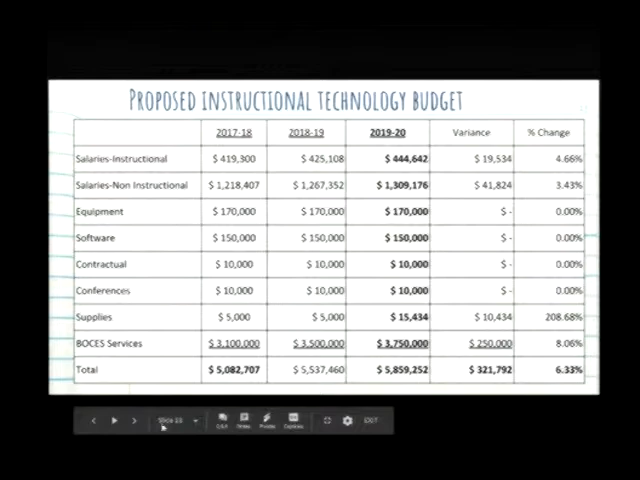 PROPOSED INSTRUCTIONAL TECHNOLOGY BUDGET
2017-18 2018-19 2019-20 Variance % Change
Salaries-Instructional $ 419,300 $ 425,108 $ 444,642 $ 19,534 4.66%
Salaries-Non Instructional $ 1,218,407 $ 1,267,352 $ 1,309,176 $ 41,824 3.43%
Equipment $ 170,000 $ 170,000 $ 170,000 $ - 0.00%
Software $ 150,000 $ 150,000 $ 150,000 $ - 0.00%
Contractual $ 10,000 $ 10,000 $ 10,000 $ - 0.00%
Conferences $ 10,000 $ 10,000 $ 10,000 $ - 0.00%
Supplies $ 5,000 $ 5,000 $ 15,434 $ 10,434 208.68%
BOCES Services $ 3,100,000 $ 3,500,000 $ 3,750,000 $ 250,000 8.06%
Total $ 5,082,707 $ 5,537,460 $ 5,859,252 $ 321,792 6.33%
Slide Q&A Notes Captions